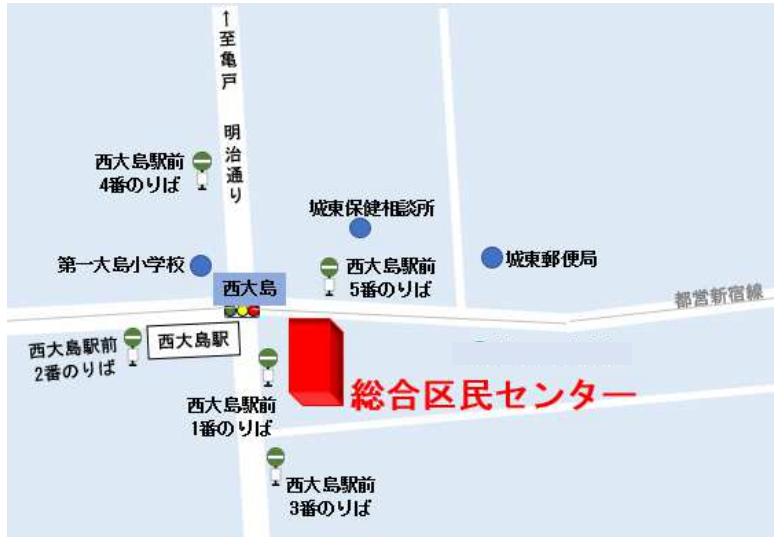 ↑至亀戸 明治通り
西大島駅前
4番のりば
城東保健相談所
第一大島小学校
西大島駅前
5番のりば
城東郵便局
西大島
都営新宿線
西大島駅前
2番のりば
西大島駅
西大島駅前
1番のりば
総合区民センター
西大島駅前
3番のりば